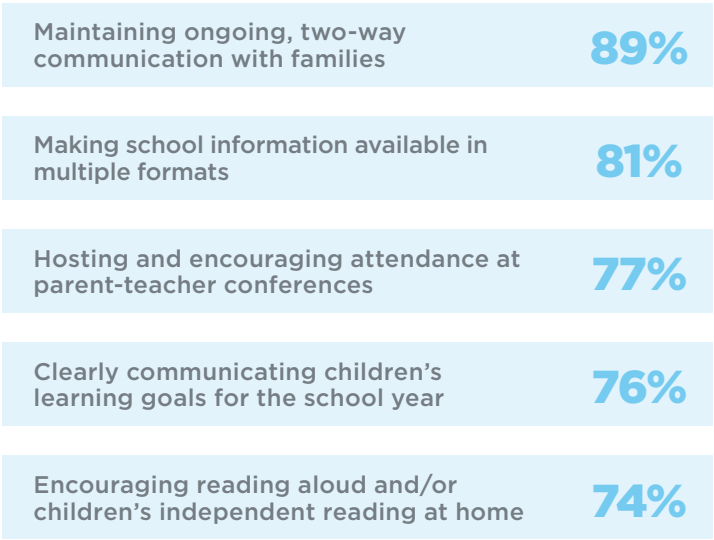 Maintaining ongoing, two-way
communication with families
89%
Making school information available in
multiple formats
81%
Hosting and encouraging attendance at
parent-teacher conferences
77%
Clearly communicating children’s
learning goals for the school year
76%
Encouraging reading aloud and/or
children’s independent reading at home
74%